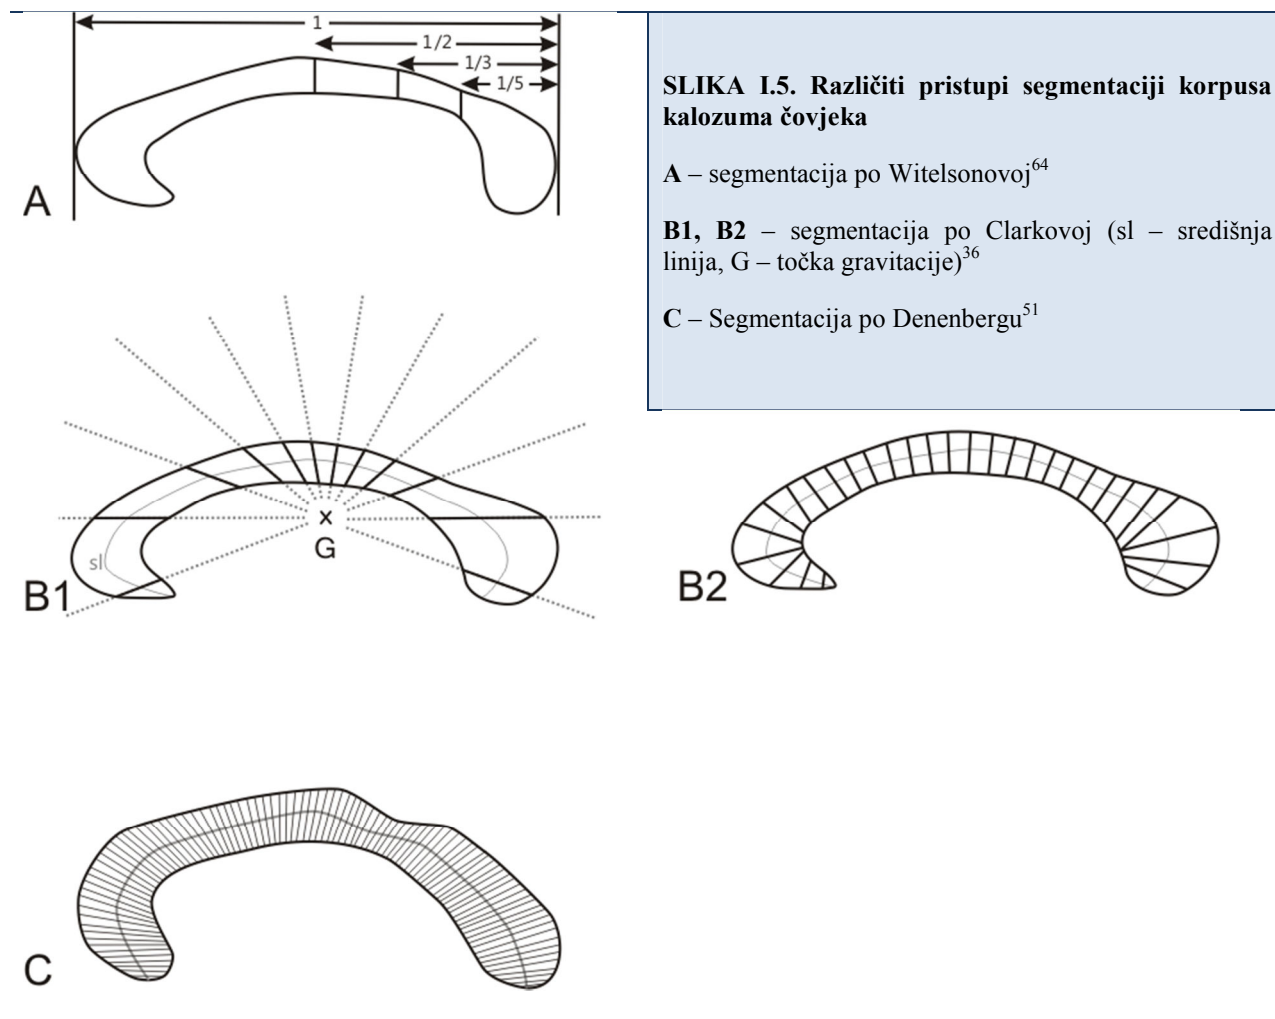 1
1/2
1/3
1/5
A
SLIKA I.5. Različiti pristupi segmentaciji korpusa
kalozuma čovjeka
A – segmentacija po Witelsonovoj64
B1, B2 – segmentacija po Clarkovoj (sl – središnja
linija, G – točka gravitacije)36
C – Segmentacija po Denenbergu51
x
G
sl
B1
B2
C